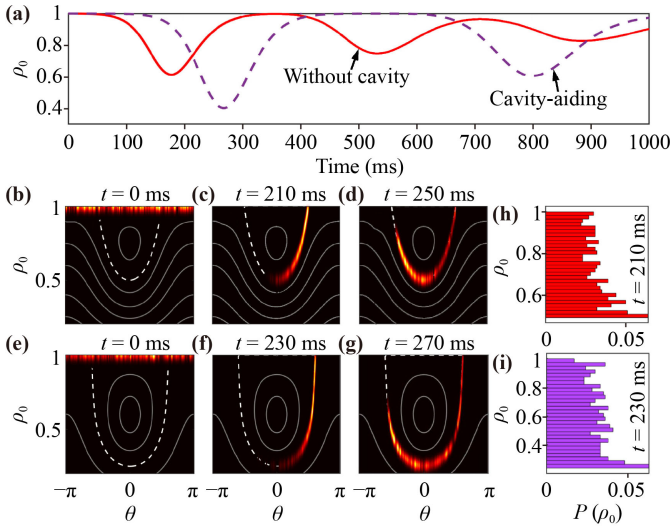 (a)
1
0.8
0.6
0.4
ρ0
Without cavity
Cavity-aiding
0 100 200 300 400 500 600 700 800 900 1000
Time (ms)
(b) t = 0 ms (c) t = 210 ms (d) t = 250 ms (h)
1
0.5
ρ0
1
0.8
0.6
ρ0
t = 210 ms
0 0.05
(e) t = 0 ms (f) t = 230 ms (g) t = 270 ms (i)
1
0.5
ρ0
1
0.8
0.6
0.4
ρ0
t = 230 ms
−π 0 π −π 0 π −π 0 π 0 0.05
θ θ θ P (ρ0)